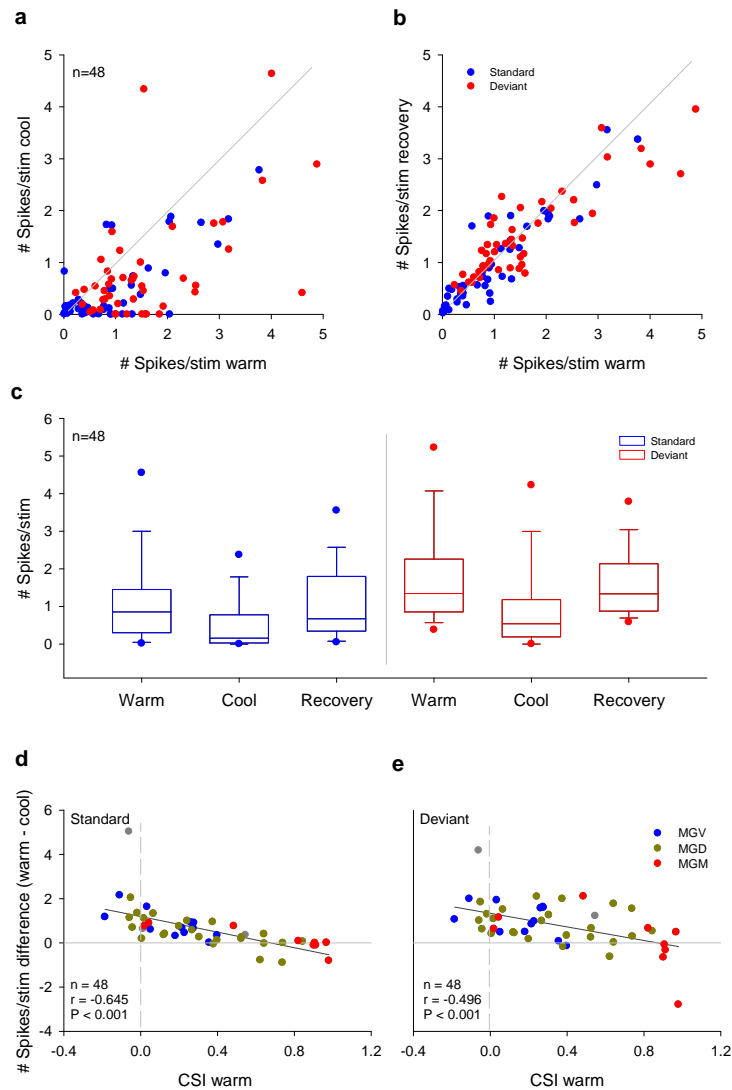 a
n=48
5
4
3
2
1
0
# Spikes/stim cool
0 1 2 3 4 5
# Spikes/stim warm
b
Standard
Deviant
5
4
3
2
1
0
# Spikes/stim recovery
0 1 2 3 4 5
# Spikes/stim warm
c
n=48
Standard
Deviant
6
5
4
3
2
1
0
# Spikes/stim
Warm Cool Recovery Warm Cool Recovery
d
Standard
6
4
2
0
-2
-4
# Spikes/stim difference (warm - cool)
n = 48
r = -0.645
P < 0.001
-0.4 0.0 0.4 0.8 1.2
CSI warm
e
Deviant
MGV
MGD
MGM
n = 48
r = -0.496
P < 0.001
-0.4 0.0 0.4 0.8 1.2
CSI warm